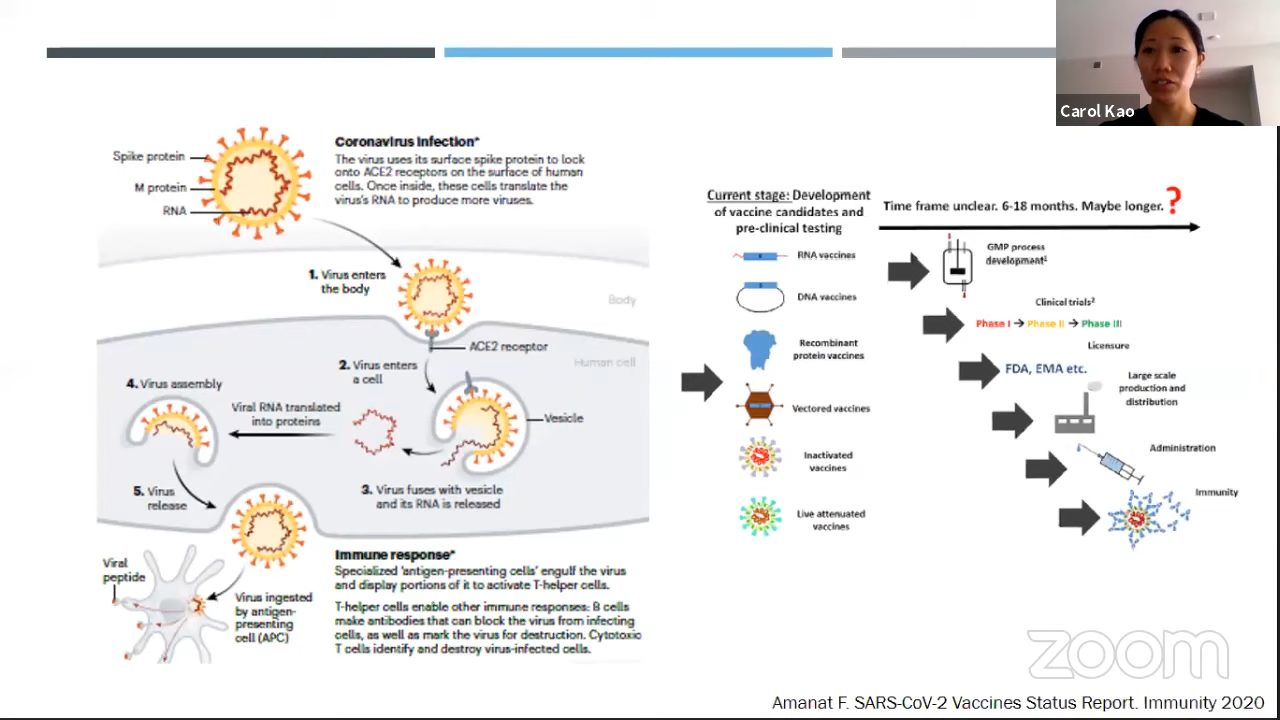 Carol Kao
Spike protein
M protein
RNA
Coronavirus infection*
The virus uses its surface spike protein to lock
onto ACE2 receptors on the surface of human
cells. Once inside, these cells translate the
virus's RNA to produce more viruses.
1. Virus enters
the body
Body
ACE2 receptor
Human cell
2. Virus enters
a cell
4. Virus assembly
Viral RNA translated
into proteins
Vesicle
5. Virus
release
3. Virus fuses with vesicle
and its RNA is released
Viral
peptide
Virus ingested
by antigen-
presenting
cell (APC)
Immune response*
Specialized 'antigen-presenting cells' engulf the virus
and display portions of it to activate T-helper cells.
T-helper cells enable other immune responses: B cells
make antibodies that can block the virus from infecting
cells, as well as mark the virus for destruction. Cytotoxic
T cells identify and destroy virus-infected cells.
Current stage: Development
of vaccine candidates and
pre-clinical testing
RNA vaccines
DNA vaccines
Recombinant
protein vaccines
Vectored vaccines
Inactivated
vaccines
Live attenuated
vaccines
Time frame unclear. 6-18 months. Maybe longer.?
GMP process
development¹
Clinical trials²
Phase I → Phase II → Phase III
Licensure
FDA, EMA etc.
Large scale
production and
distribution
Administration
Immunity
zoom
Amanat F. SARS-CoV-2 Vaccines Status Report. Immunity 2020